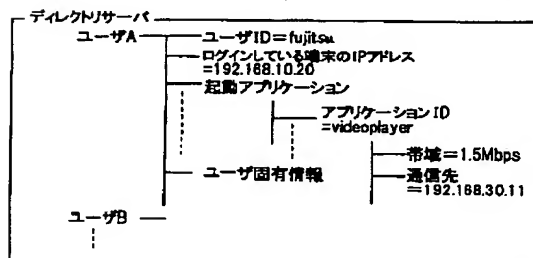 ディレクトリサーバ
ユーザA
ユーザID=fujitsu
ログインしている端末のIPアドレス
=192.168.10.20
起動アプリケーション
アプリケーションID
=videoplayer
帯域=1.5Mbps
ユーザ固有情報
通信先
=192.168.30.11
ユーザB